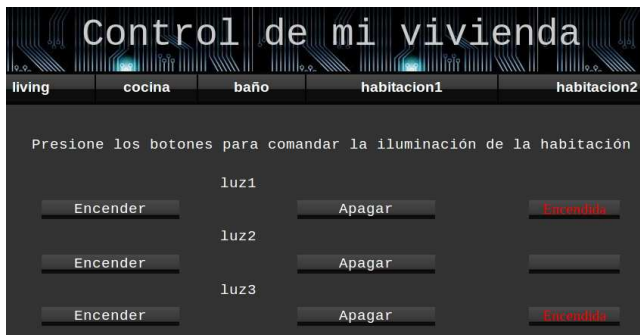 Control de mi vivienda
living cocina baño habitacion1 habitacion2
Presione los botones para comandar la iluminación de la habitación
luz1
Encender Apagar Encendida
luz2
Encender Apagar
luz3
Encender Apagar Encendida